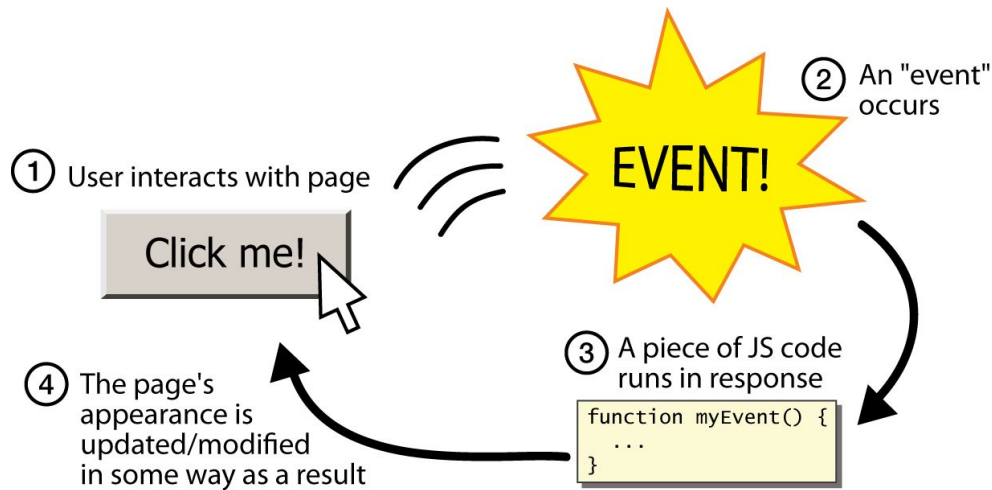 1 User interacts with page
Click me!
EVENT!
2 An "event"
occurs
3 A piece of JS code
runs in response
function myEvent() {
...
}
4 The page's
appearance is
updated/modified
in some way as a result